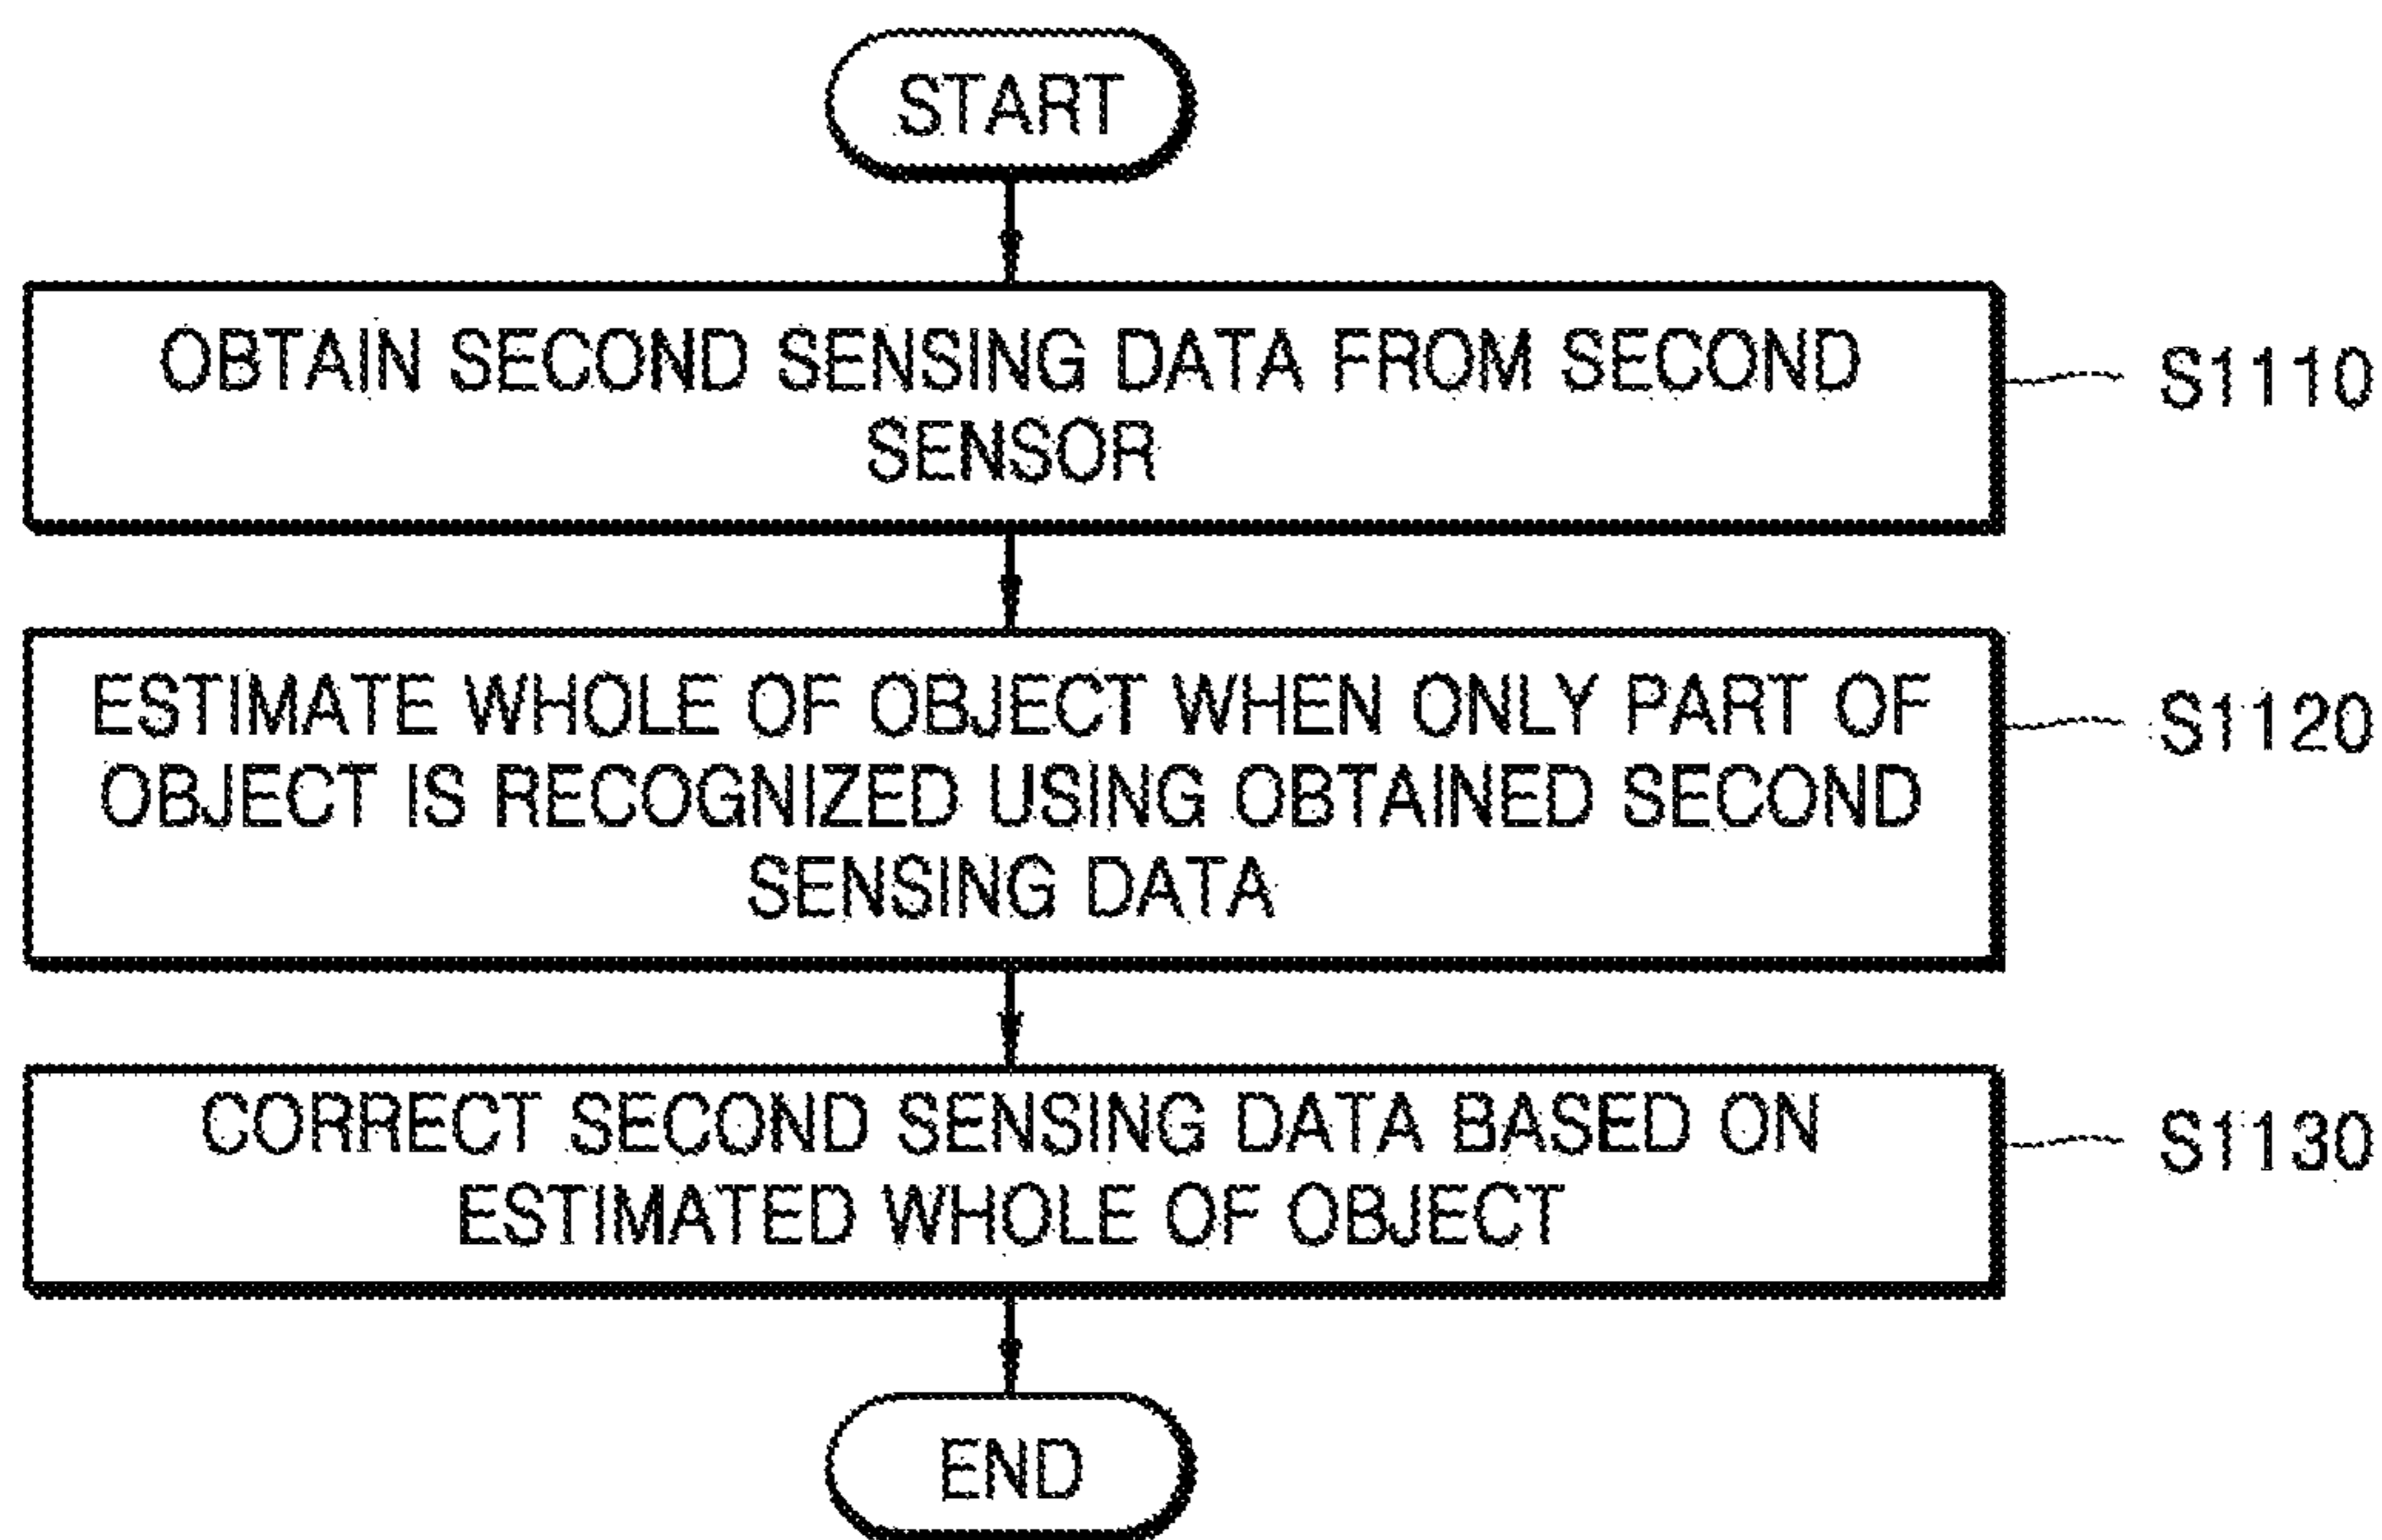 START
OBTAIN SECOND SENSING DATA FROM SECOND
SENSOR
S1110
ESTIMATE WHOLE OF OBJECT WHEN ONLY PART OF
OBJECT IS RECOGNIZED USING OBTAINED SECOND
SENSING DATA
S1120
CORRECT SECOND SENSING DATA BASED ON
ESTIMATED WHOLE OF OBJECT
S1130
END